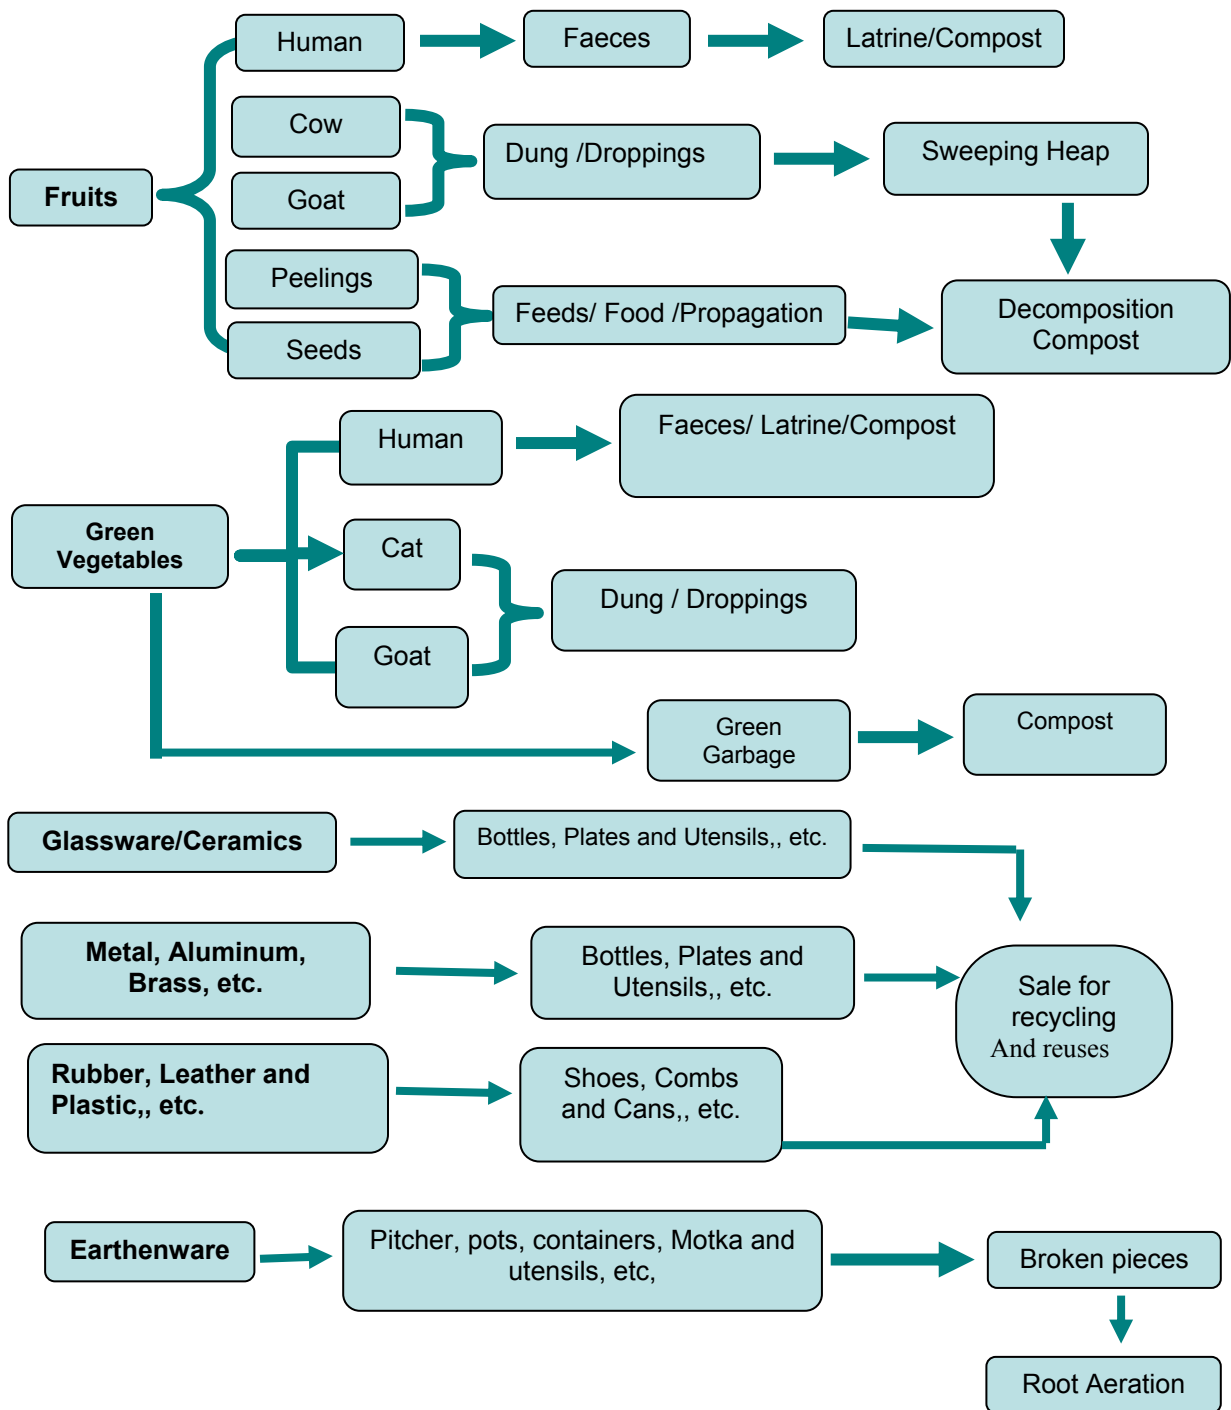 Human
Faeces
Latrine/Compost
Cow
Dung /Droppings
Sweeping Heap
Fruits
Goat
Peelings
Feeds/ Food /Propagation
Decomposition
Compost
Seeds
Human
Faeces/ Latrine/Compost
Green
Vegetables
Cat
Dung / Droppings
Goat
Green
Garbage
Compost
Glassware/Ceramics
Bottles, Plates and Utensils,, etc.
Metal, Aluminum,
Brass, etc.
Bottles, Plates and
Utensils,, etc.
Sale for
recycling
And reuses
Rubber, Leather and
Plastic,, etc.
Shoes, Combs
and Cans,, etc.
Earthenware
Pitcher, pots, containers, Motka and
utensils, etc,
Broken pieces
Root Aeration